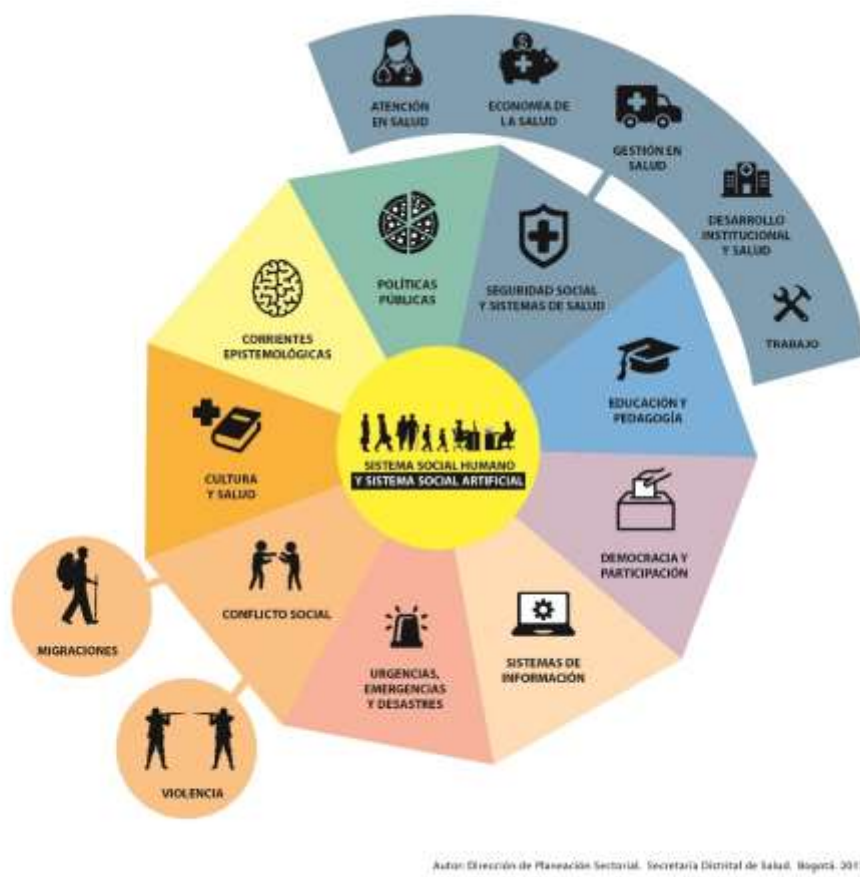 ATENCIÓN
EN SALUD
ECONOMÍA DE
LA SALUD
GESTIÓN EN
SALUD
DESARROLLO
INSTITUCIONAL
Y SALUD
TRABAJO
POLÍTICAS
PÚBLICAS
SEGURIDAD SOCIAL
Y SISTEMAS DE SALUD
CORRIENTES
EPISTEMOLÓGICAS
EDUCACIÓN Y
PEDAGOGÍA
SISTEMA SOCIAL HUMANO
Y SISTEMA SOCIAL ARTIFICIAL
CULTURA
Y SALUD
DEMOCRACIA Y
PARTICIPACIÓN
CONFLICTO SOCIAL
SISTEMAS DE
INFORMACIÓN
URGENCIAS,
EMERGENCIAS
Y DESASTRES
MIGRACIONES
VIOLENCIA
Autor: Dirección de Planeación Sectorial. Secretaría Distrital de Salud. Bogotá. 201